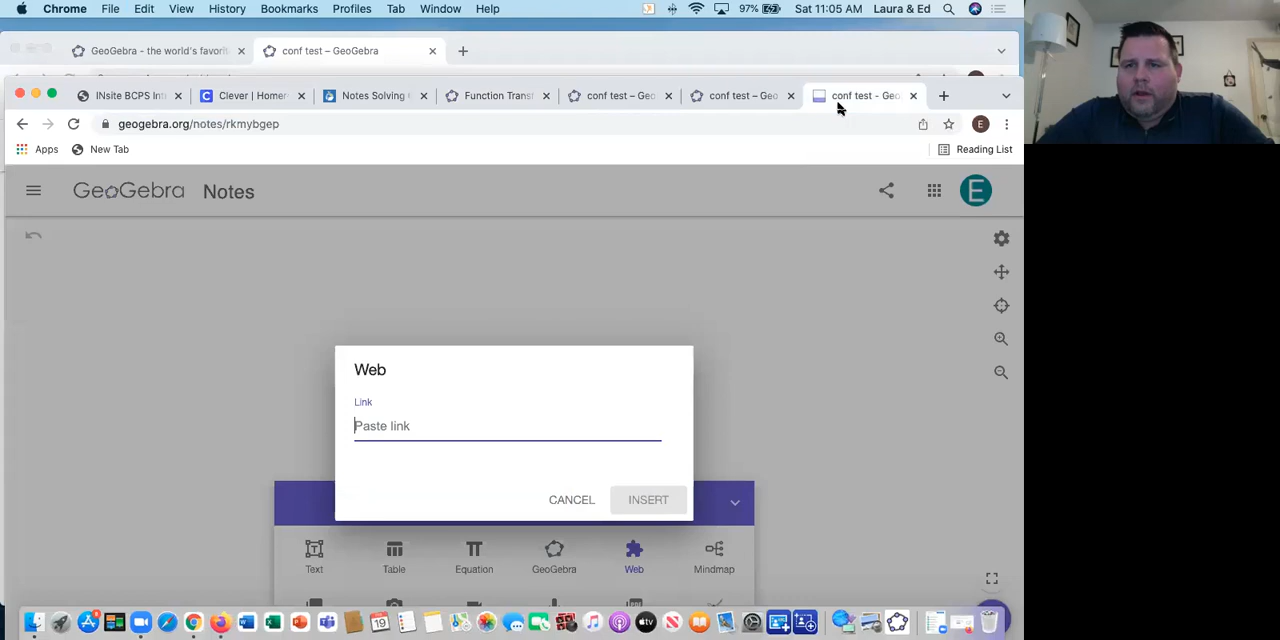 Chrome File Edit View History Bookmarks Profiles Tab Window Help 97% Sat 11:05 AM Laura & Ed
GeoGebra - the world's favorit conf test – GeoGebra
INsite BCPS Intr Clever | Homer Notes Solving Function Transf conf test – Geo conf test – Geo conf test - Geo
geogebra.org/notes/rkmybgep E
Apps New Tab Reading List
GeoGebra Notes E
Web
Link
Paste link
CANCEL INSERT
Text Table Equation GeoGebra Web Mindmap